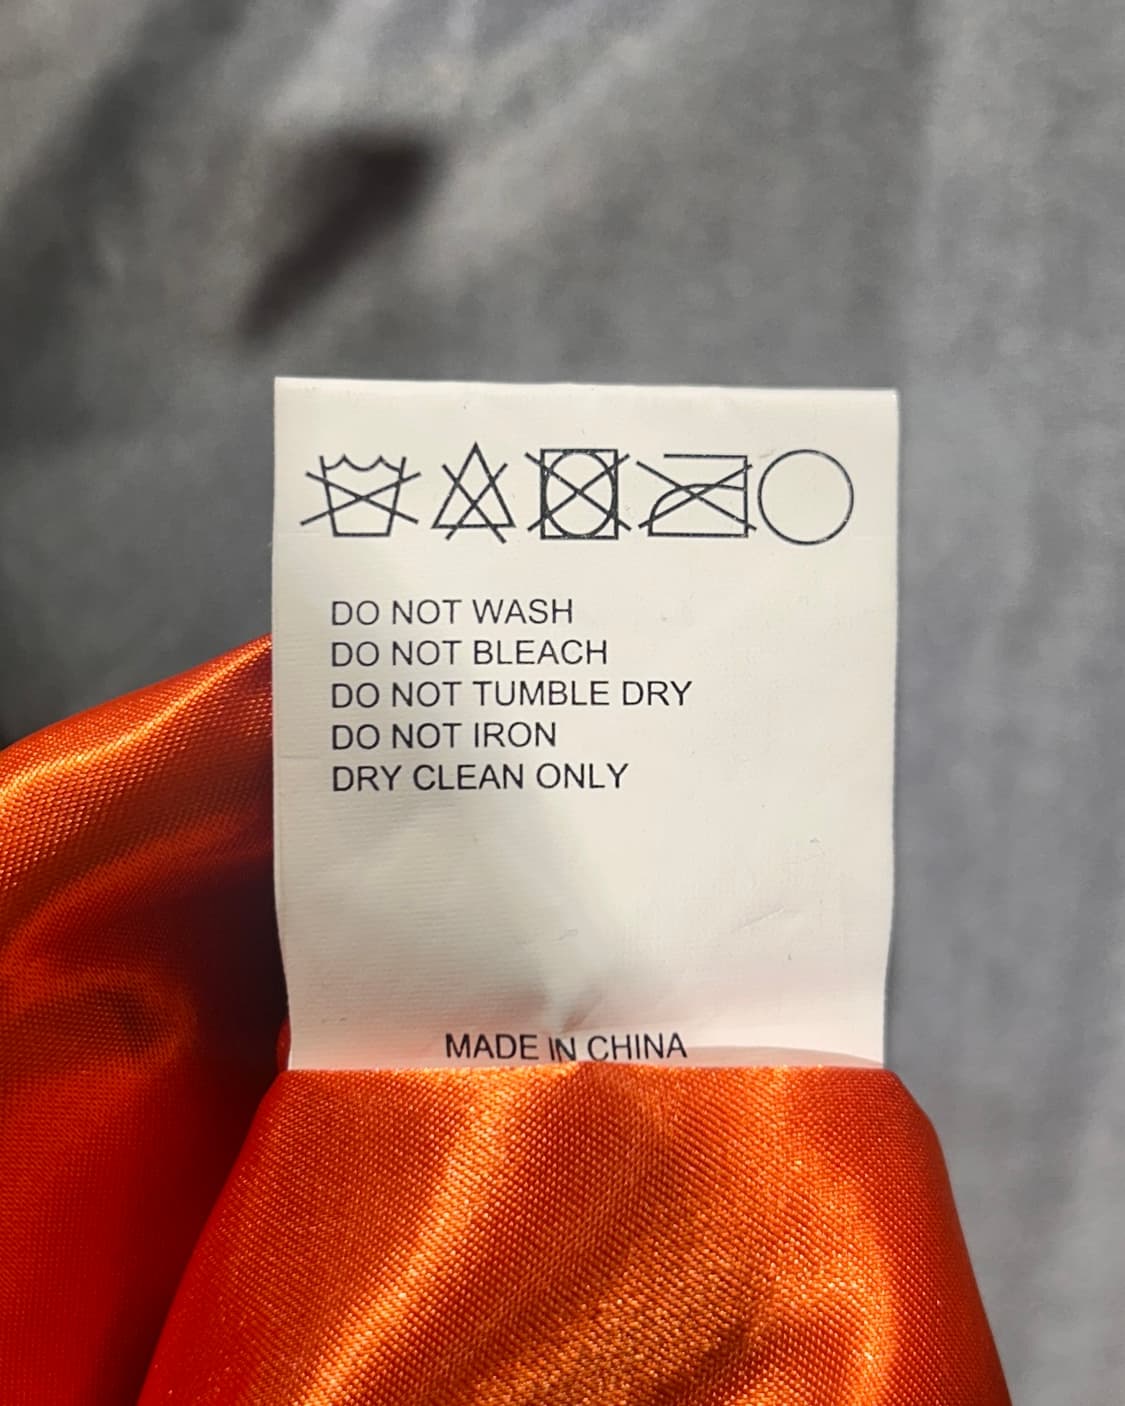 DO NOT WASH
DO NOT BLEACH
DO NOT TUMBLE DRY
DO NOT IRON
DRY CLEAN ONLY
MADE IN CHINA